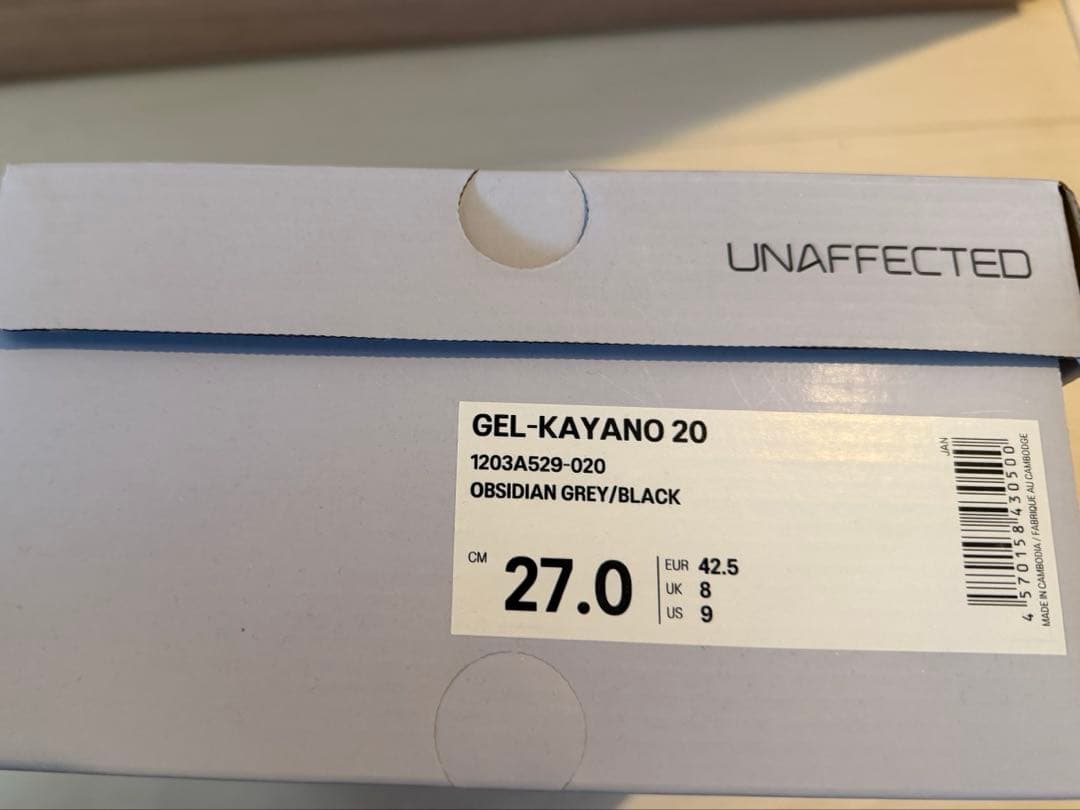 UNAFFECTED
GEL-KAYANO 20
1203A529-020
OBSIDIAN GREY/BLACK
CM 27.0
EUR 42.5
UK 8
US 9
JAN
4570158430500
MADE IN CAMBODIA / FABRIQUE AU CAMBODGE